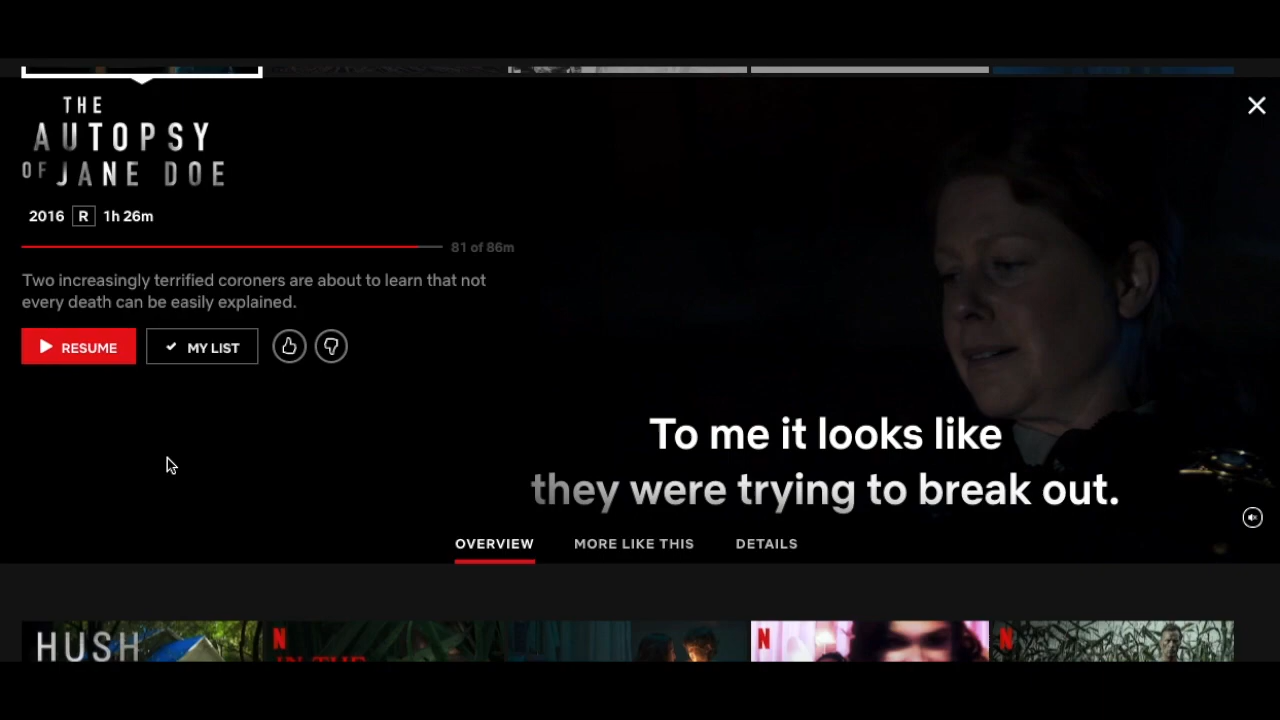 THE
AUTOPSY
OF JANE DOE
2016 R 1h 26m
81 of 86m
Two increasingly terrified coroners are about to learn that not
every death can be easily explained.
RESUME MY LIST
To me it looks like
they were trying to break out.
OVERVIEW MORE LIKE THIS DETAILS
HUSH
N
IN THE
N
N